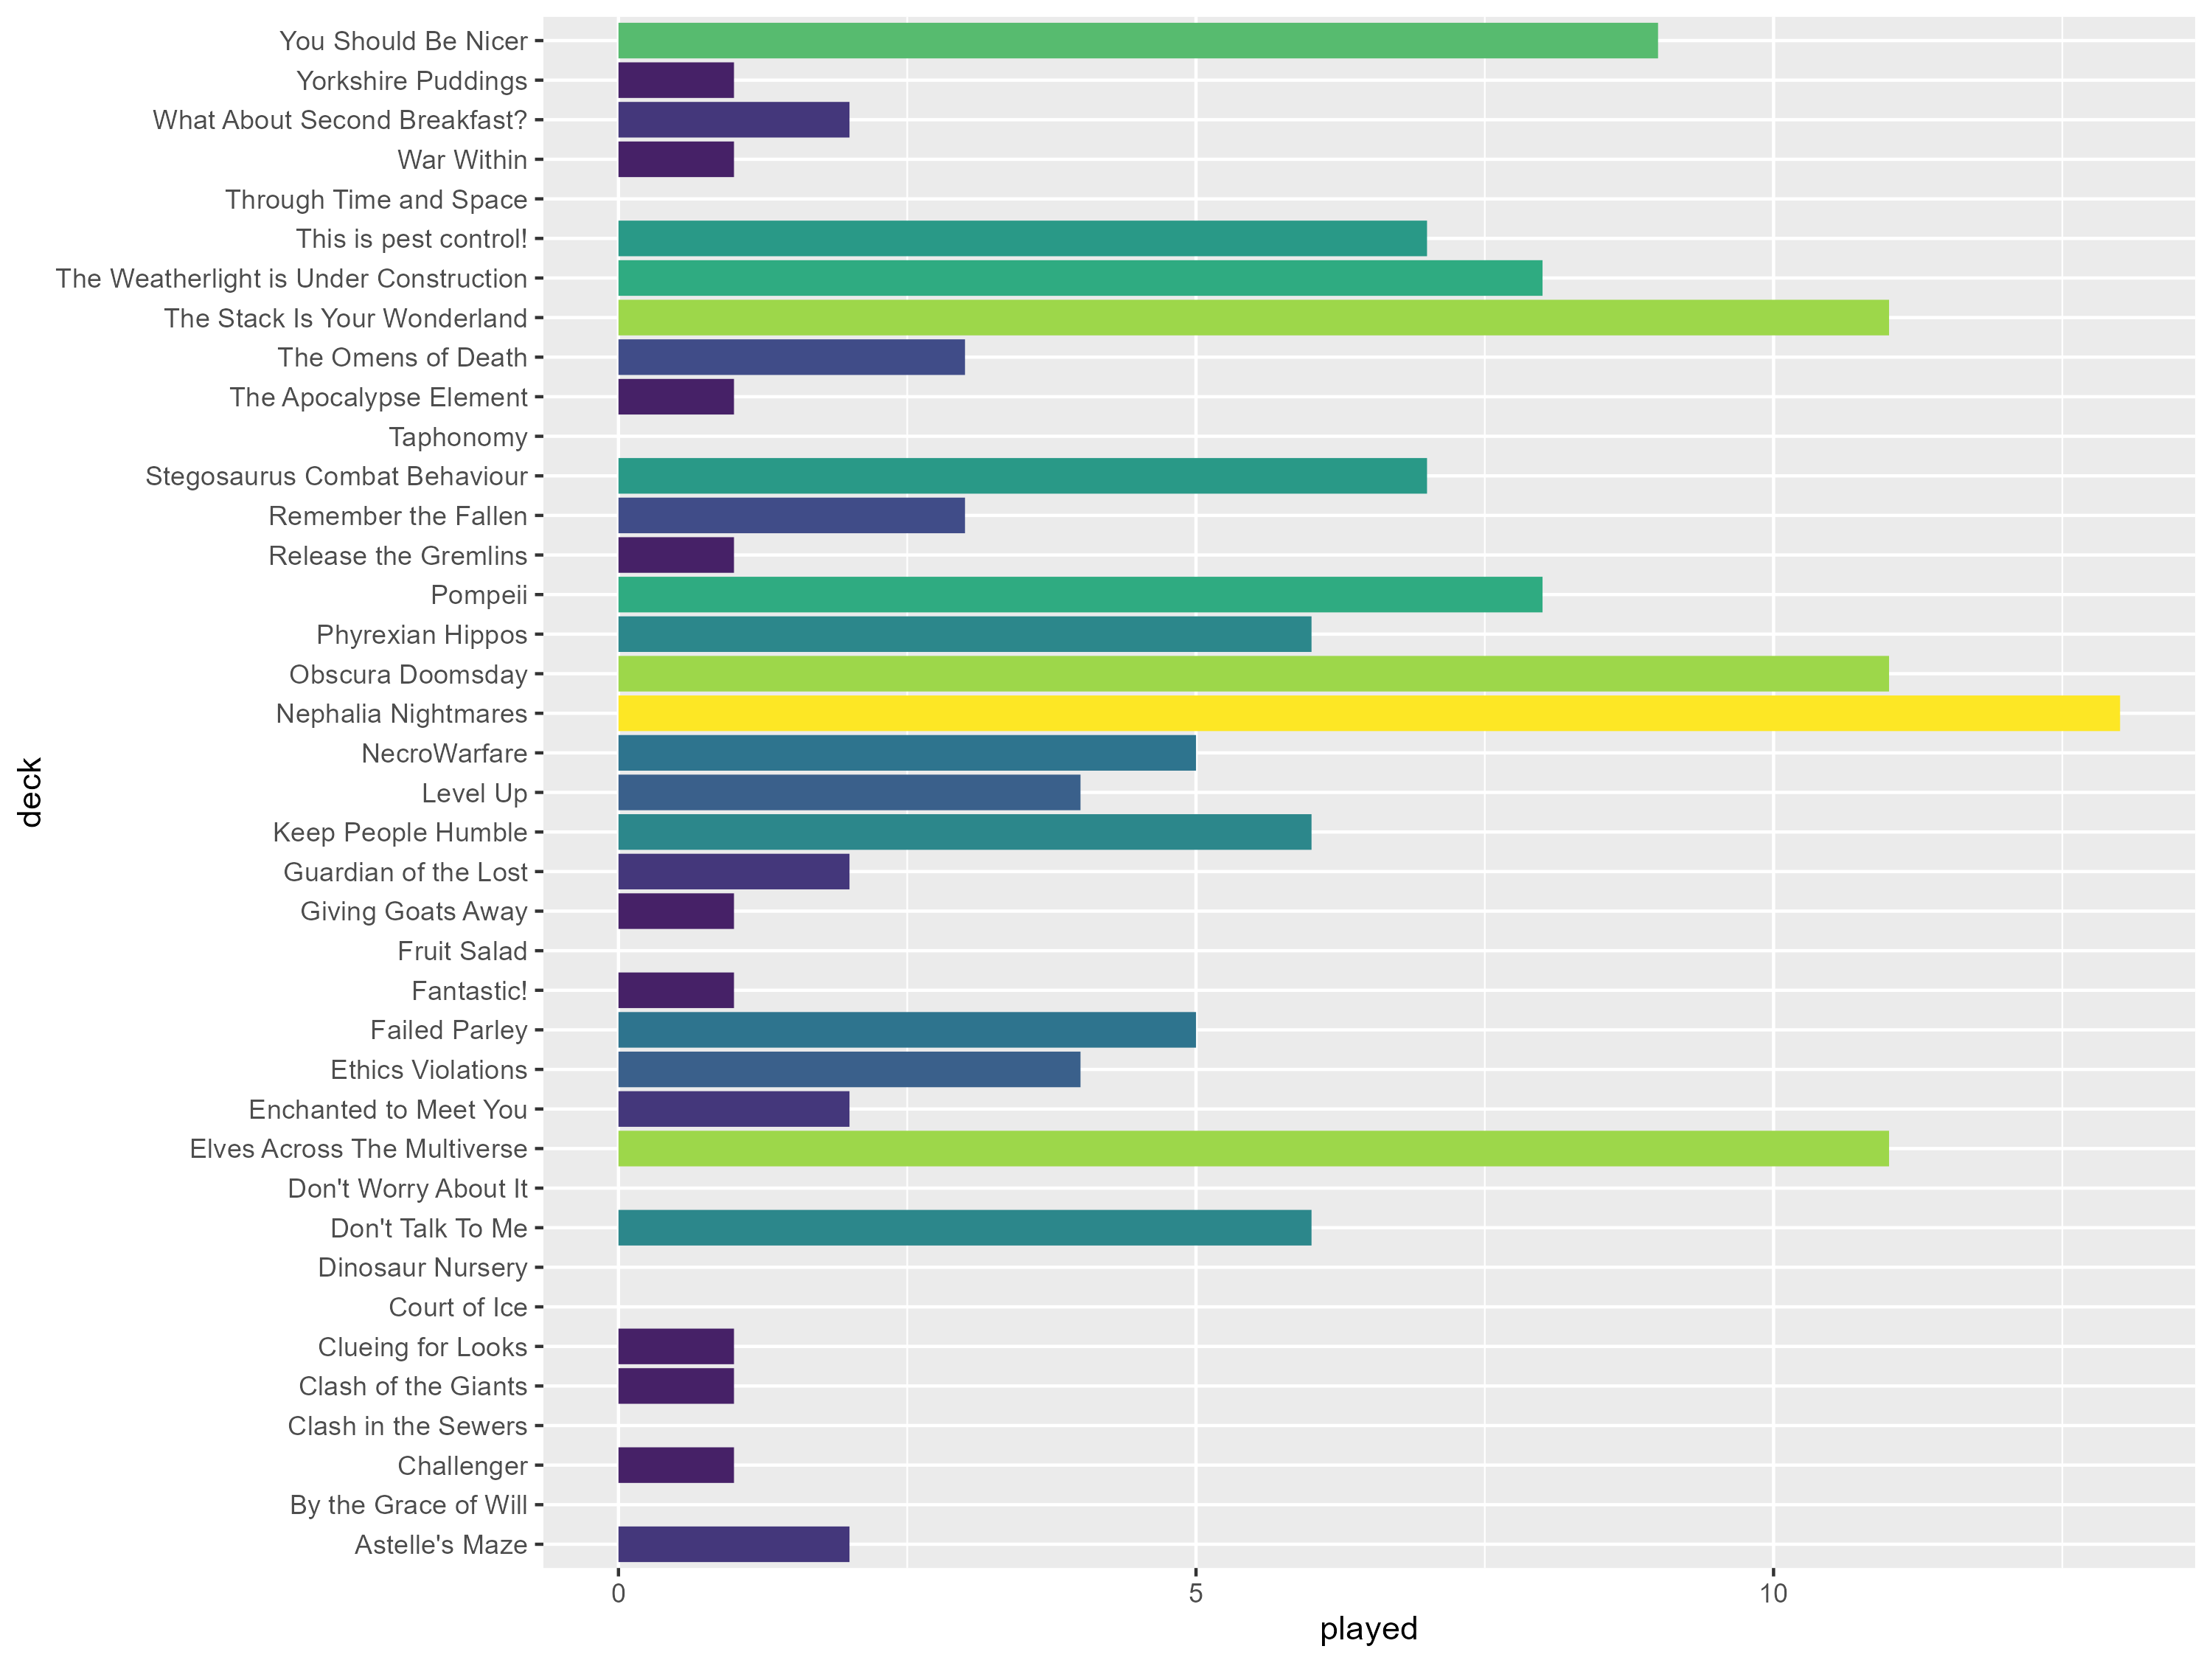 You Should Be Nicer
Yorkshire Puddings
What About Second Breakfast?
War Within
Through Time and Space
This is pest control!
The Weatherlight is Under Construction
The Stack Is Your Wonderland
The Omens of Death
The Apocalypse Element
Taphonomy
Stegosaurus Combat Behaviour
Remember the Fallen
Release the Gremlins
Pompeii
Phyrexian Hippos
Obscura Doomsday
Nephalia Nightmares
NecroWarfare
Level Up
Keep People Humble
Guardian of the Lost
Giving Goats Away
Fruit Salad
Fantastic!
Failed Parley
Ethics Violations
Enchanted to Meet You
Elves Across The Multiverse
Don't Worry About It
Don't Talk To Me
Dinosaur Nursery
Court of Ice
Clueing for Looks
Clash of the Giants
Clash in the Sewers
Challenger
By the Grace of Will
Astelle's Maze
deck
0 5 10
played